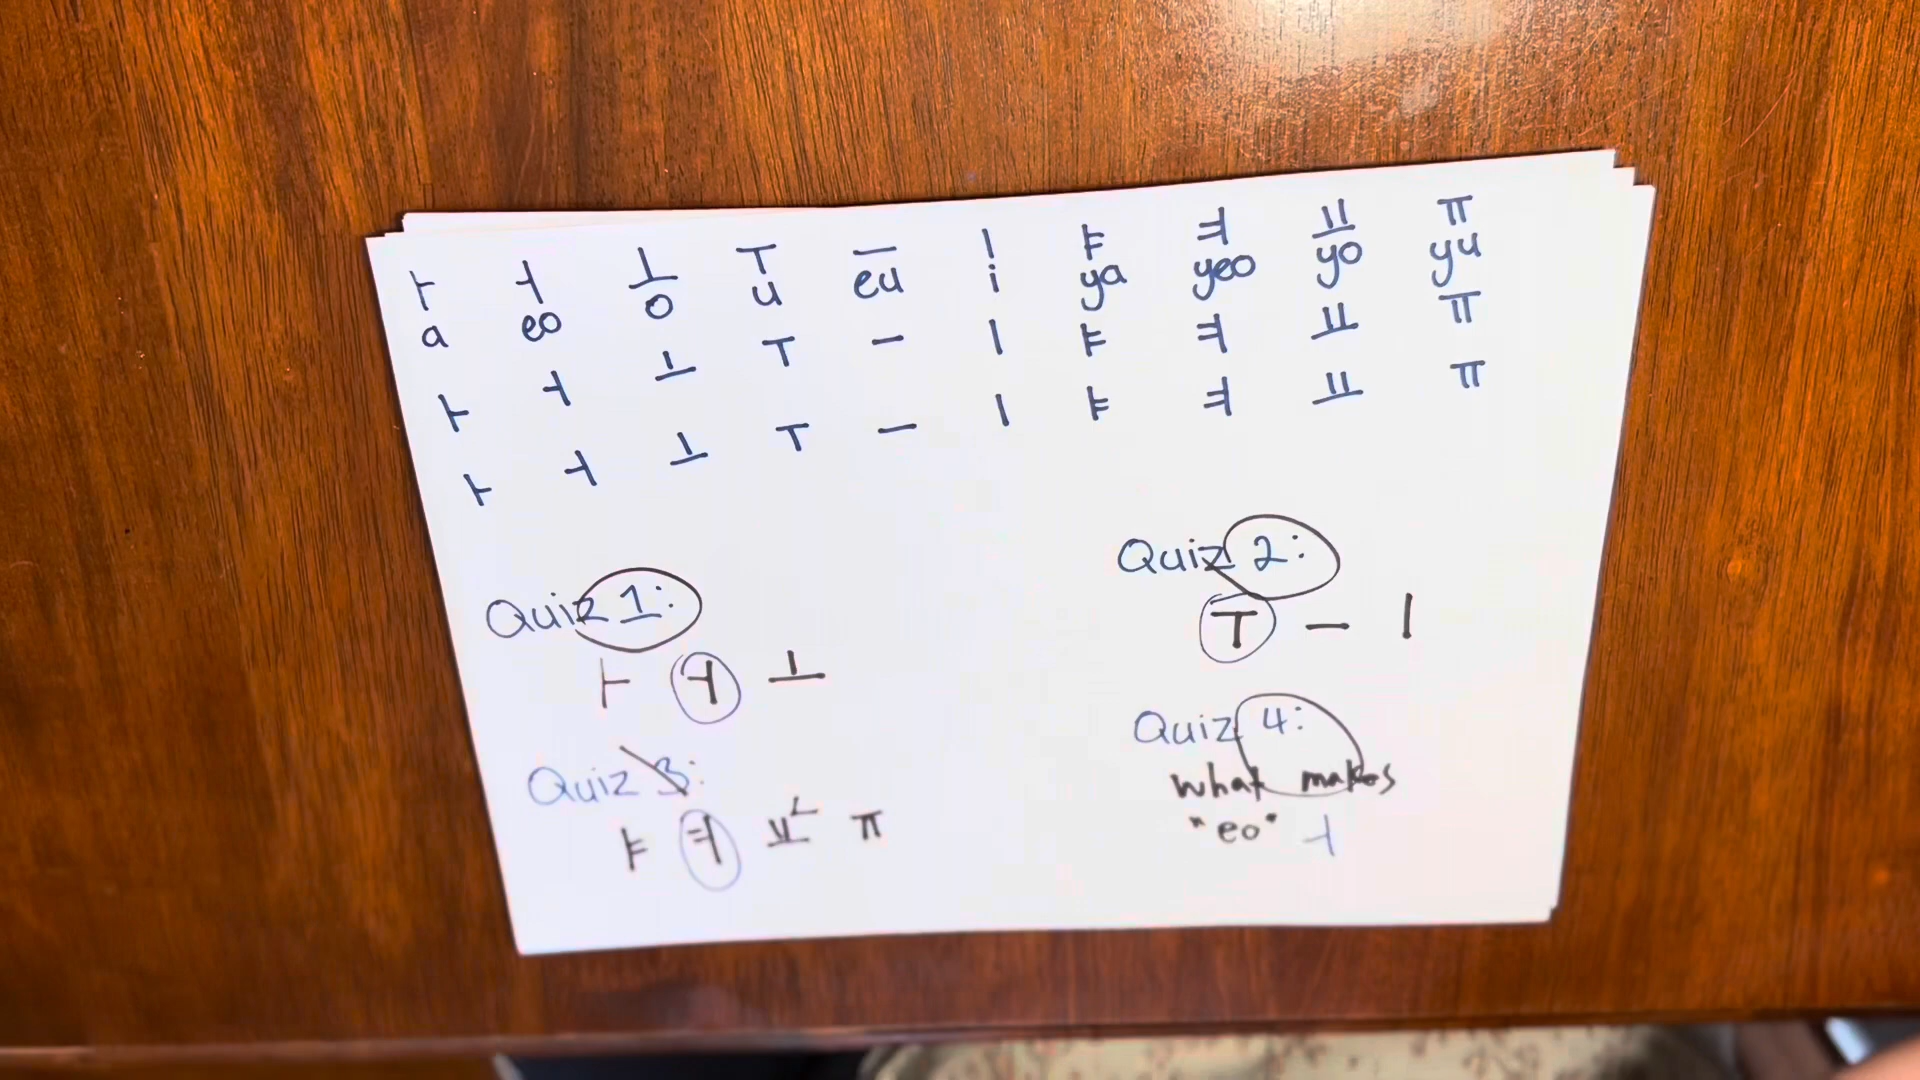 ㅏ ㅓ ㅗ ㅜ ㅡ ㅣ ㅑ ㅕ ㅛ ㅠ
a eo o u eu i ya yeo yo yu
ㅏ ㅓ ㅗ ㅜ ㅡ ㅣ ㅑ ㅕ ㅛ ㅠ
ㅏ ㅓ ㅗ ㅜ ㅡ ㅣ ㅑ ㅕ ㅛ ㅠ
Quiz 1:
ㅏ ㅓ ㅗ
Quiz 2:
ㅜ ㅡ ㅣ
Quiz 3:
ㅑ ㅕ ㅛ ㅠ
Quiz 4:
What makes
"eo" ㅓ